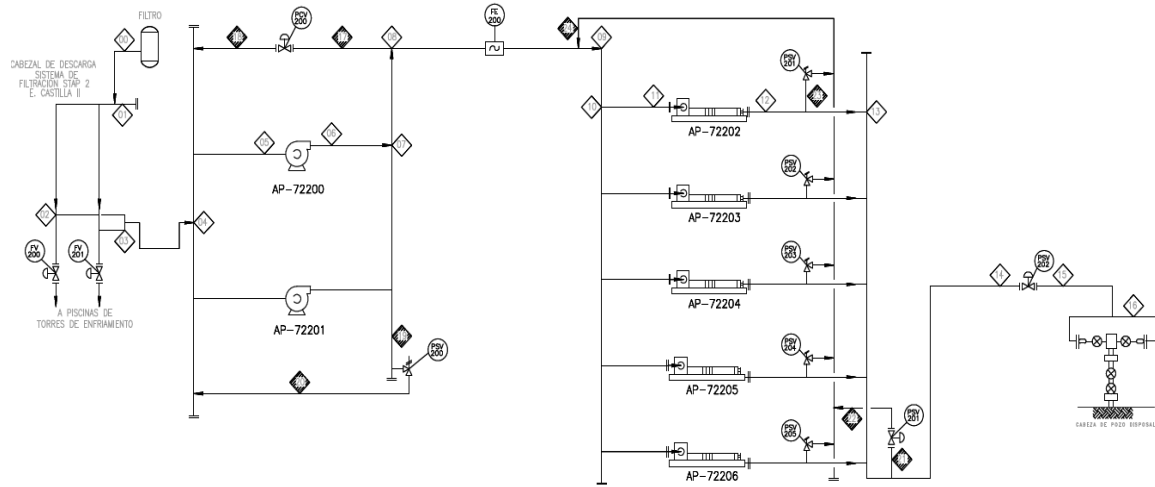 FILTRO
00
CABEZAL DE DESCARGA
SISTEMA DE
FILTRACIÓN STAP 2
E. CASTILLA II
01
02
03
FV
200
FV
201
A PISCINAS DE
TORRES DE ENFRIAMIENTO
04
PCV
200
17
08
05
06
07
AP-72200
AP-72201
PSV
200
FE
200
09
10
11
12
13
AP-72202
PSV
201
AP-72203
PSV
202
AP-72204
PSV
203
AP-72205
PSV
204
AP-72206
PSV
205
PSV
201
14
PSV
202
15
16
CABEZA DE POZO DISPOSAL